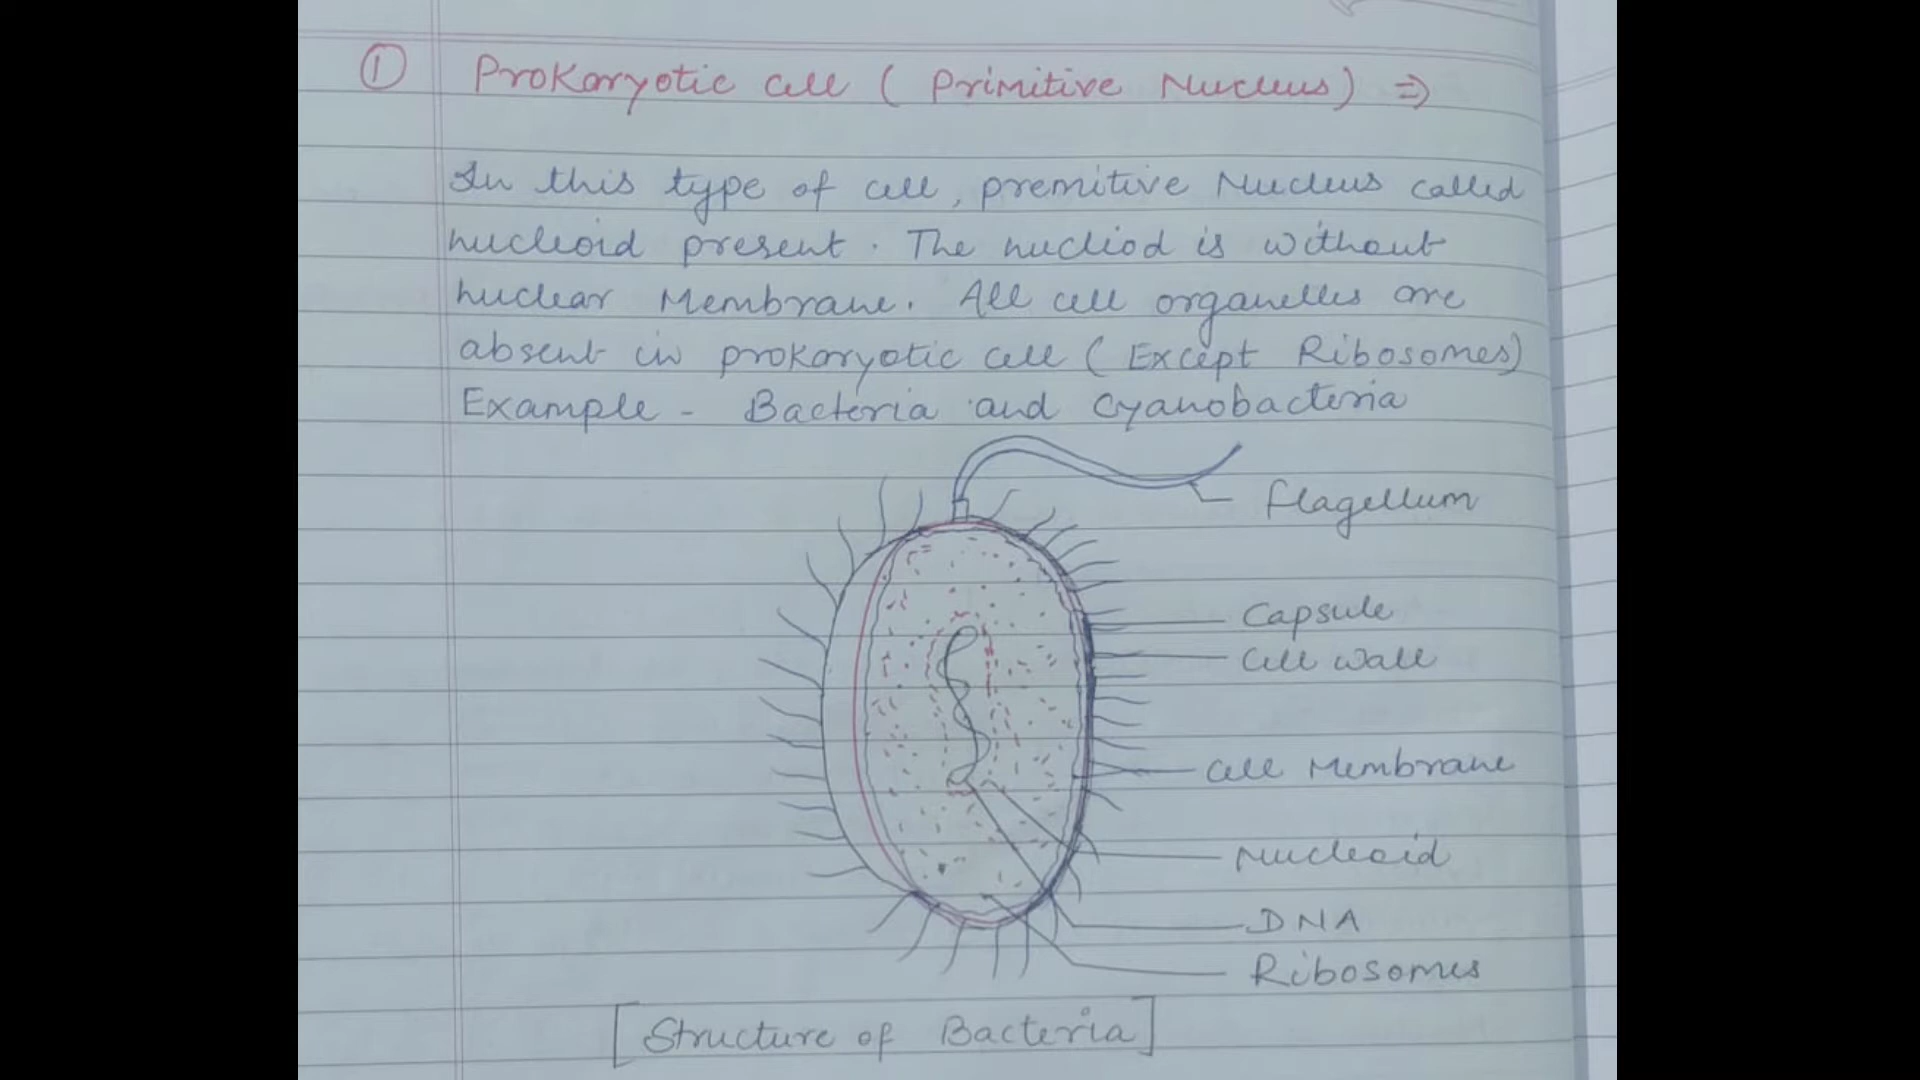 ① Prokaryotic cell ( Primitive Nucleus) ⇒
In this type of cell, premitive Nucleus called
nucleoid present. The nucliod is without
nuclear Membrane. All cell organelles are
absent in prokaryotic cell ( Except Ribosomes)
Example - Bacteria and Cyanobacteria
flagellum
Capsule
Cell wall
Cell Membrane
Nucleoid
DNA
Ribosomes
[Structure of Bacteria]